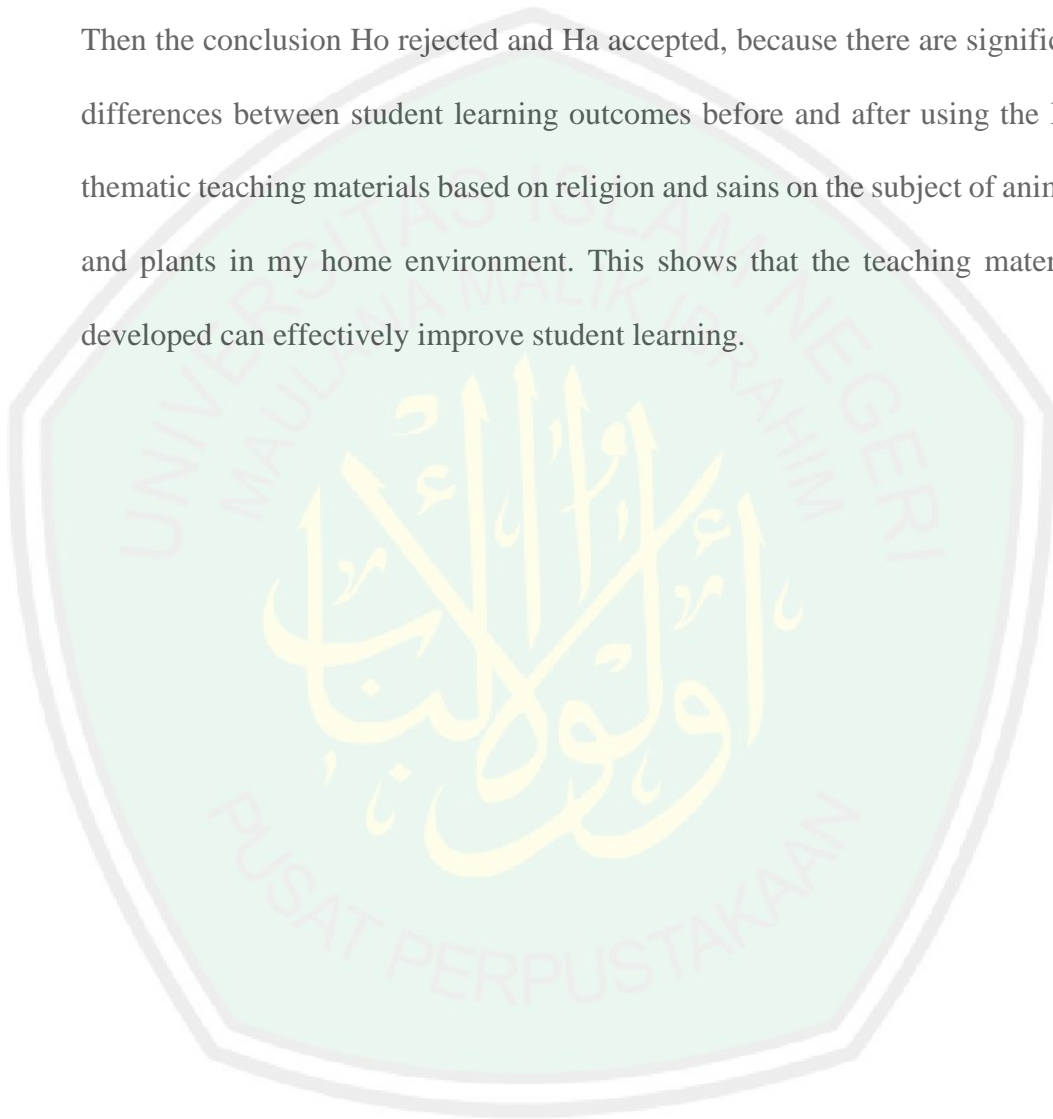 Then the conclusion Ho rejected and Ha accepted, because there are
differences between student learning outcomes before and after using the
thematic teaching materials based on religion and sains on the subject of
and plants in my home environment. This shows that the teaching
developed can effectively improve student learning.
UNIVERSITAS ISLAM NEGERI
MAULANA MALIK IBRAHIM
أولو الألباب
PUSAT PERPUSTAKAAN